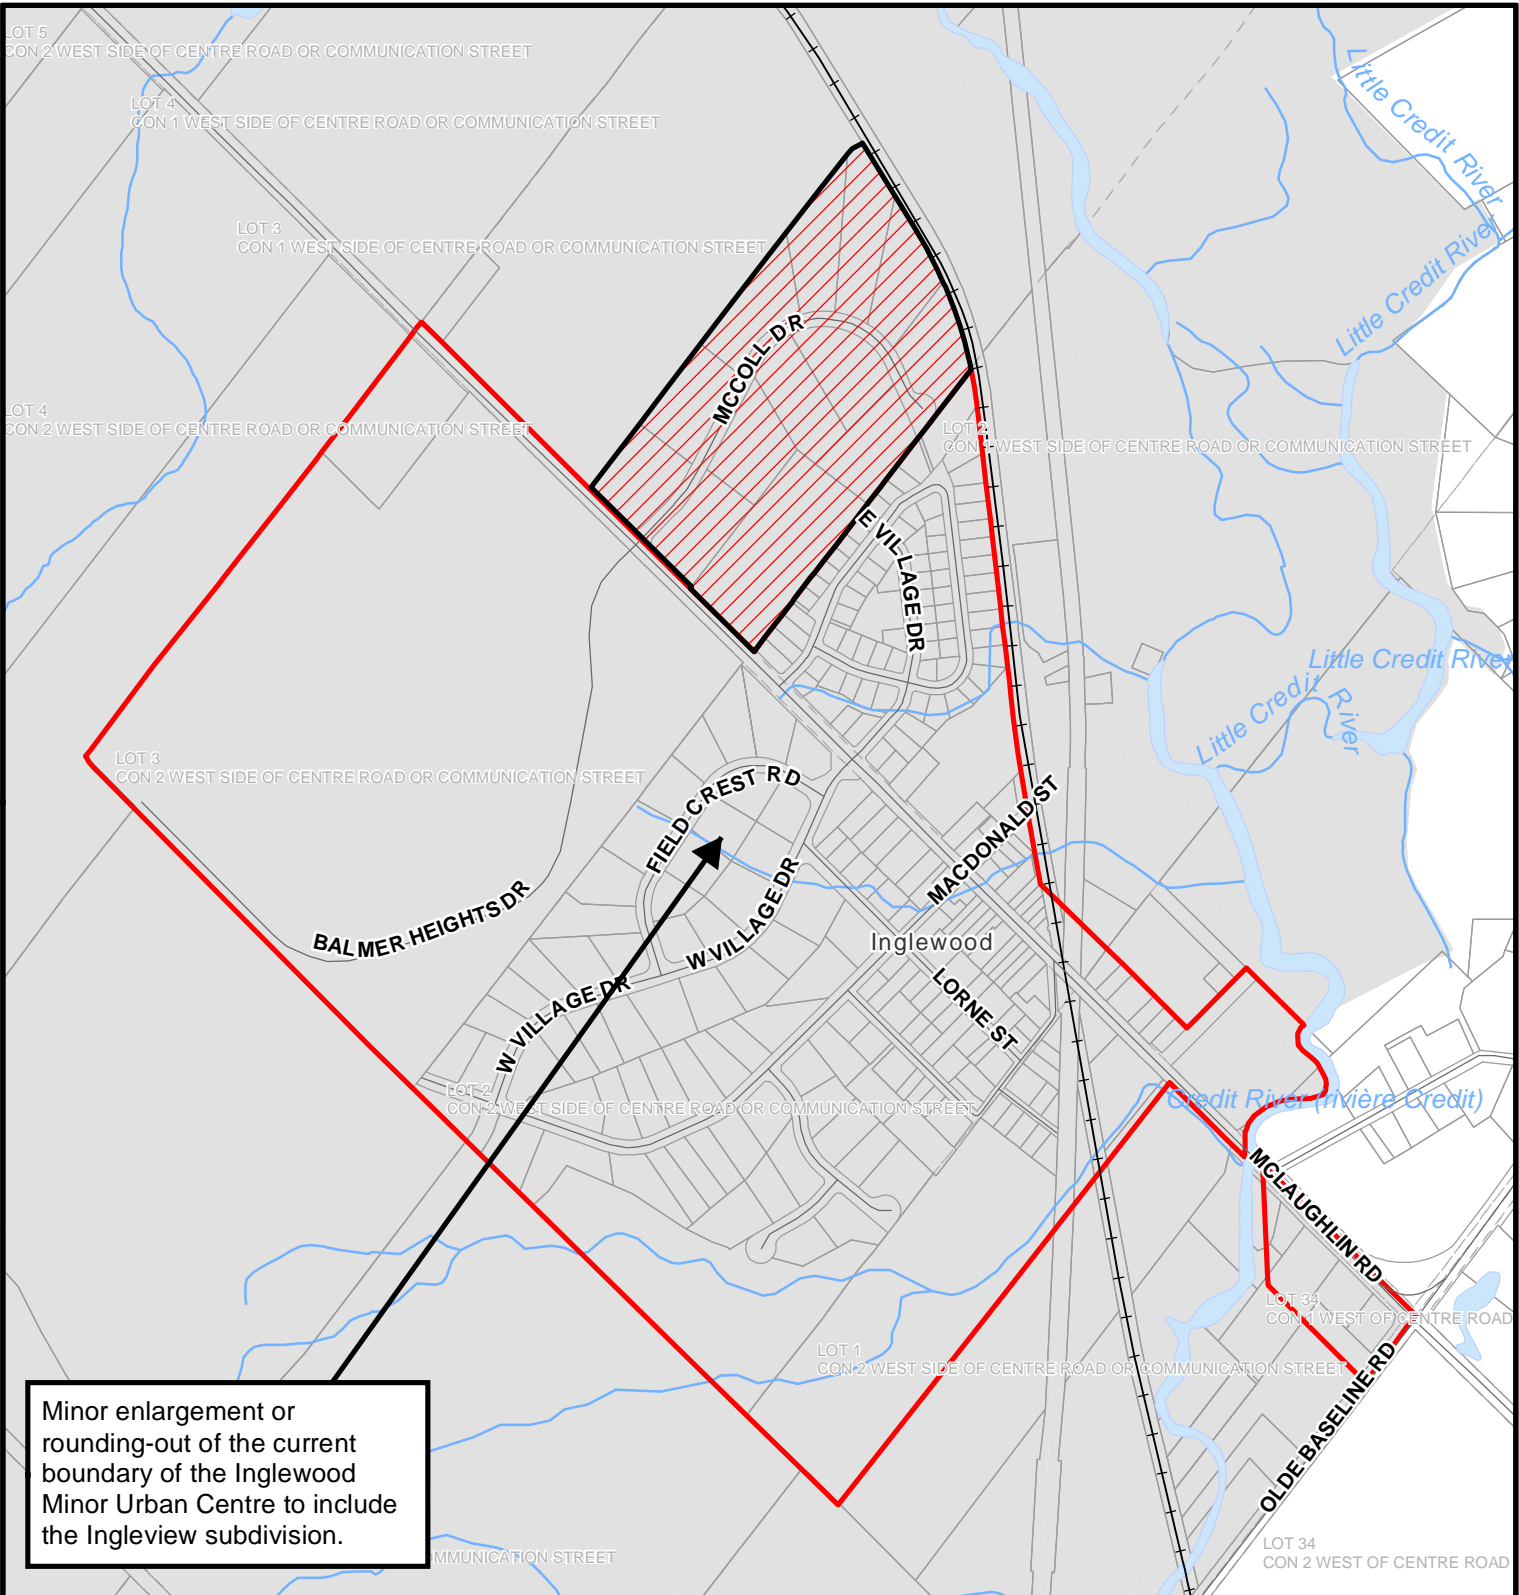 LOT 5
CON 2 WEST SIDE OF CENTRE ROAD OR COMMUNICATION STREET
LOT 4
CON 1 WEST SIDE OF CENTRE ROAD OR COMMUNICATION STREET
Little Credit River
LOT 3
CON 1 WEST SIDE OF CENTRE ROAD OR COMMUNICATION STREET
Little Credit River
MCCOLL DR
LOT 4
CON 2 WEST SIDE OF CENTRE ROAD OR COMMUNICATION STREET
LOT 2
CON 1 WEST SIDE OF CENTRE ROAD OR COMMUNICATION STREET
E VILLAGE DR
Little Credit River
Little Credit River
LOT 3
CON 2 WEST SIDE OF CENTRE ROAD OR COMMUNICATION STREET
FIELDCREST RD
MACDONALD ST
BALMER HEIGHTS DR
W VILLAGE DR
Inglewood
W VILLAGE DR
LORNE ST
LOT 2
CON 2 WEST SIDE OF CENTRE ROAD OR COMMUNICATION STREET
Credit River (rivière Credit)
MCLAUGHLIN RD
LOT 34
CON 1 WEST OF CENTRE ROAD
LOT 1
CON 2 WEST SIDE OF CENTRE ROAD OR COMMUNICATION STREET
OLDE BASELINE RD
Minor enlargement or
rounding-out of the current
boundary of the Inglewood
Minor Urban Centre to include
the Ingleview subdivision.
MMUNICATION STREET
LOT 34
CON 2 WEST OF CENTRE ROAD